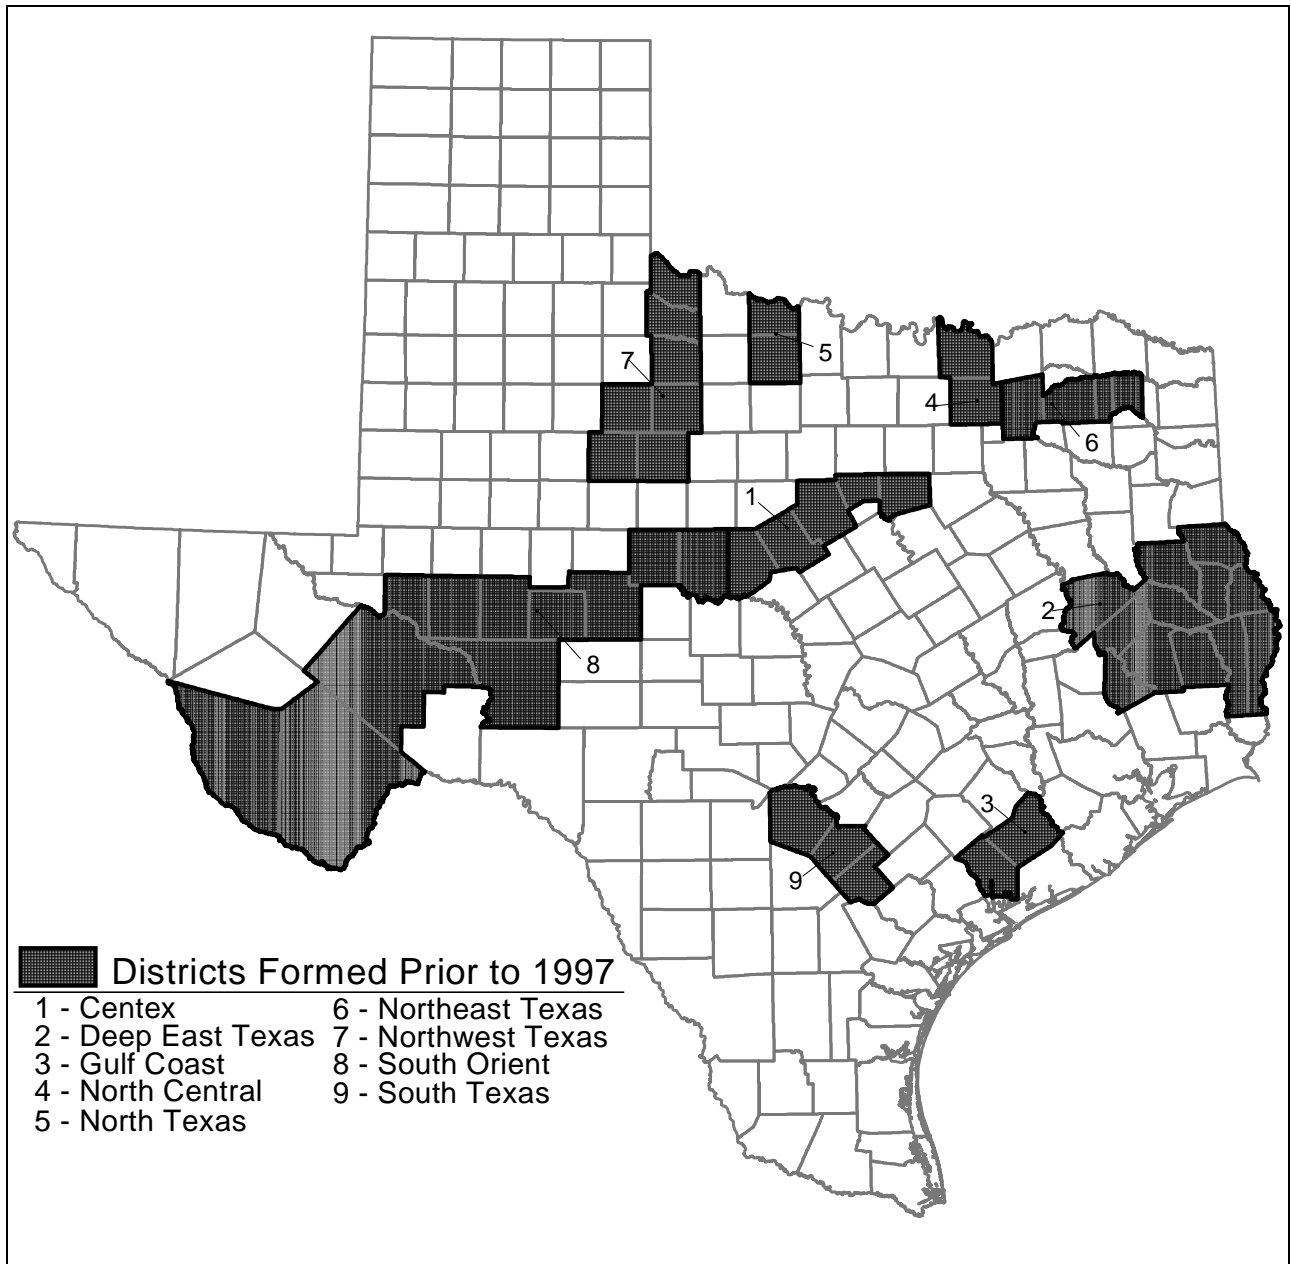 7
5
4
6
1
2
8
3
9
Districts Formed Prior to 1997
1 - Centex
2 - Deep East Texas
3 - Gulf Coast
4 - North Central
5 - North Texas
6 - Northeast Texas
7 - Northwest Texas
8 - South Orient
9 - South Texas